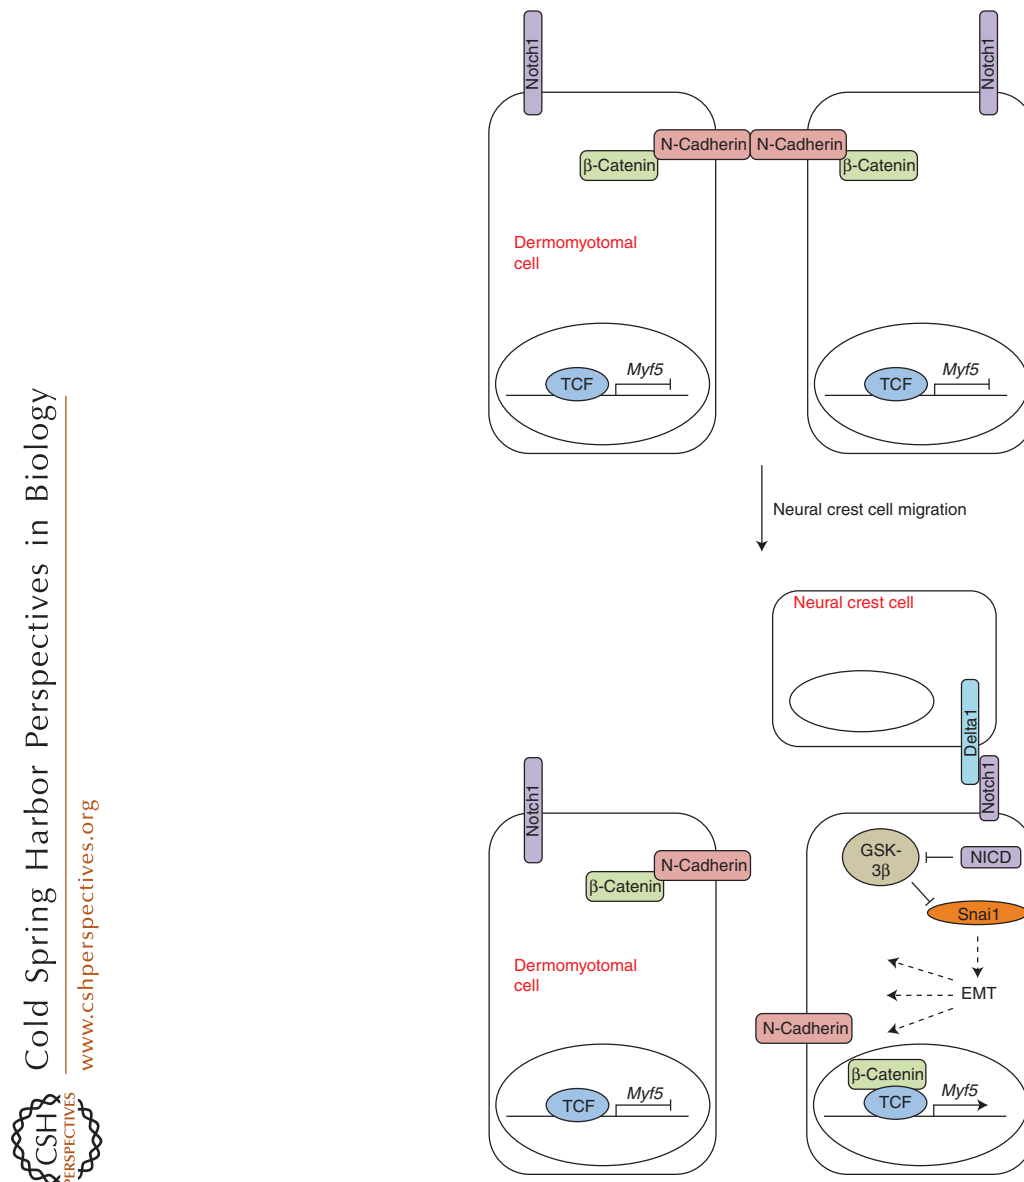 Notch1
Notch1
N-Cadherin
N-Cadherin
β-Catenin
β-Catenin
Dermomyotomal
cell
TCF
Myf5
TCF
Myf5
Neural crest cell migration
Neural crest cell
Delta1
Notch1
Notch1
GSK-
3β
NICD
N-Cadherin
β-Catenin
Snai1
Dermomyotomal
cell
EMT
N-Cadherin
β-Catenin
TCF
Myf5
TCF
Myf5
Cold Spring Harbor Perspectives in Biology
www.cshperspectives.org
CSH
PERSPECTIVES